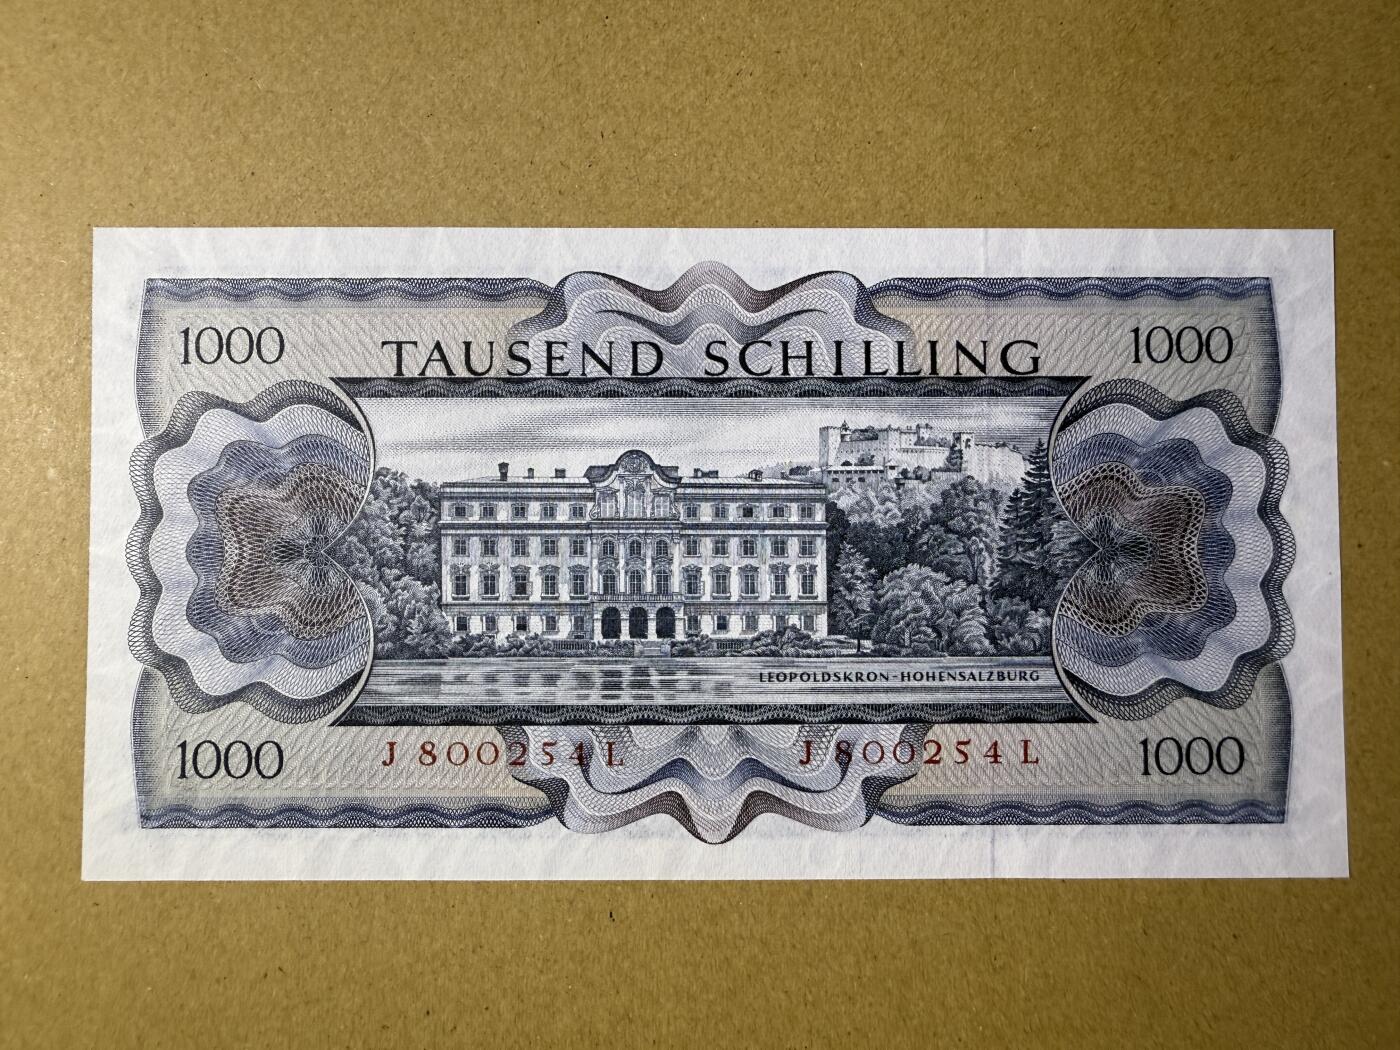 1000 TAUSEND SCHILLING 1000
LEOPOLDSKRON-HOHENSALZBURG
1000 J 800254 L J 800254 L 1000